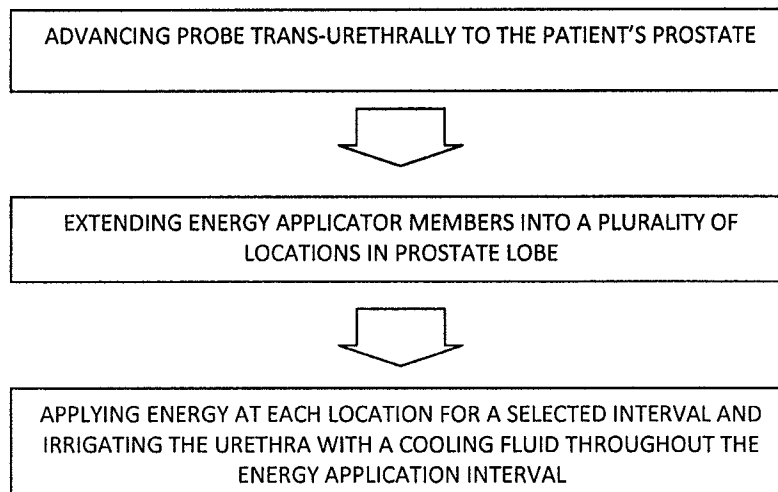 ADVANCING PROBE TRANS-URETHRALLY TO THE PATIENT'S PROSTATE
EXTENDING ENERGY APPLICATOR MEMBERS INTO A PLURALITY OF
LOCATIONS IN PROSTATE LOBE
APPLYING ENERGY AT EACH LOCATION FOR A SELECTED INTERVAL AND
IRRIGATING THE URETHRA WITH A COOLING FLUID THROUGHOUT THE
ENERGY APPLICATION INTERVAL